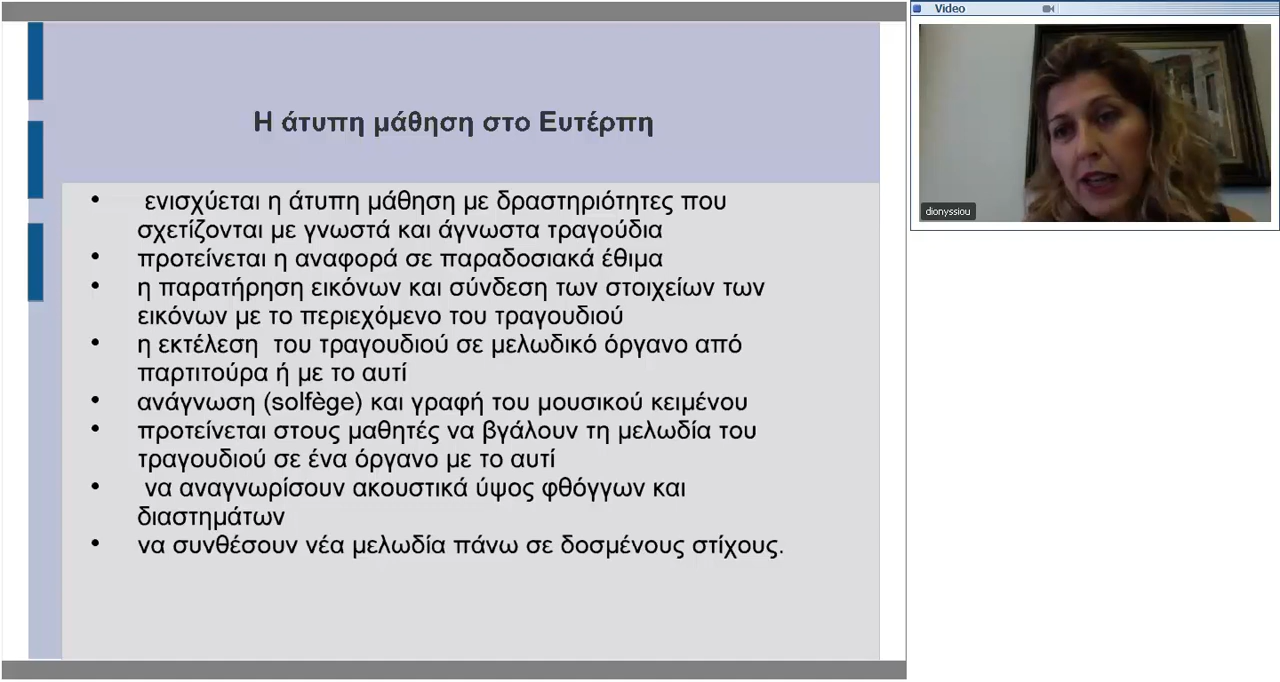 Η άτυπη μάθηση στο Ευτέρπη
• ενισχύεται η άτυπη μάθηση με δραστηριότητες που
σχετίζονται με γνωστά και άγνωστα τραγούδια
• προτείνεται η αναφορά σε παραδοσιακά έθιμα
• η παρατήρηση εικόνων και σύνδεση των στοιχείων των
εικόνων με το περιεχόμενο του τραγουδιού
• η εκτέλεση του τραγουδιού σε μελωδικό όργανο από
παρτιτούρα ή με το αυτί
• ανάγνωση (solfège) και γραφή του μουσικού κειμένου
• προτείνεται στους μαθητές να βγάλουν τη μελωδία του
τραγουδιού σε ένα όργανο με το αυτί
• να αναγνωρίσουν ακουστικά ύψος φθόγγων και
διαστημάτων
• να συνθέσουν νέα μελωδία πάνω σε δοσμένους στίχους.
Video
dionyssiou